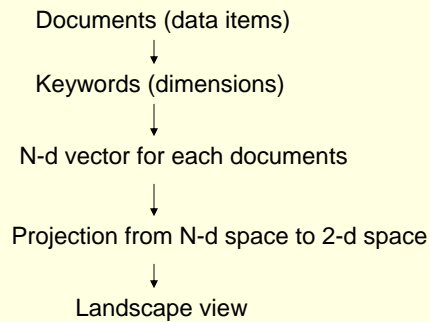 Documents (data items)
Keywords (dimensions)
N-d vector for each documents
Projection from N-d space to 2-d space
Landscape view